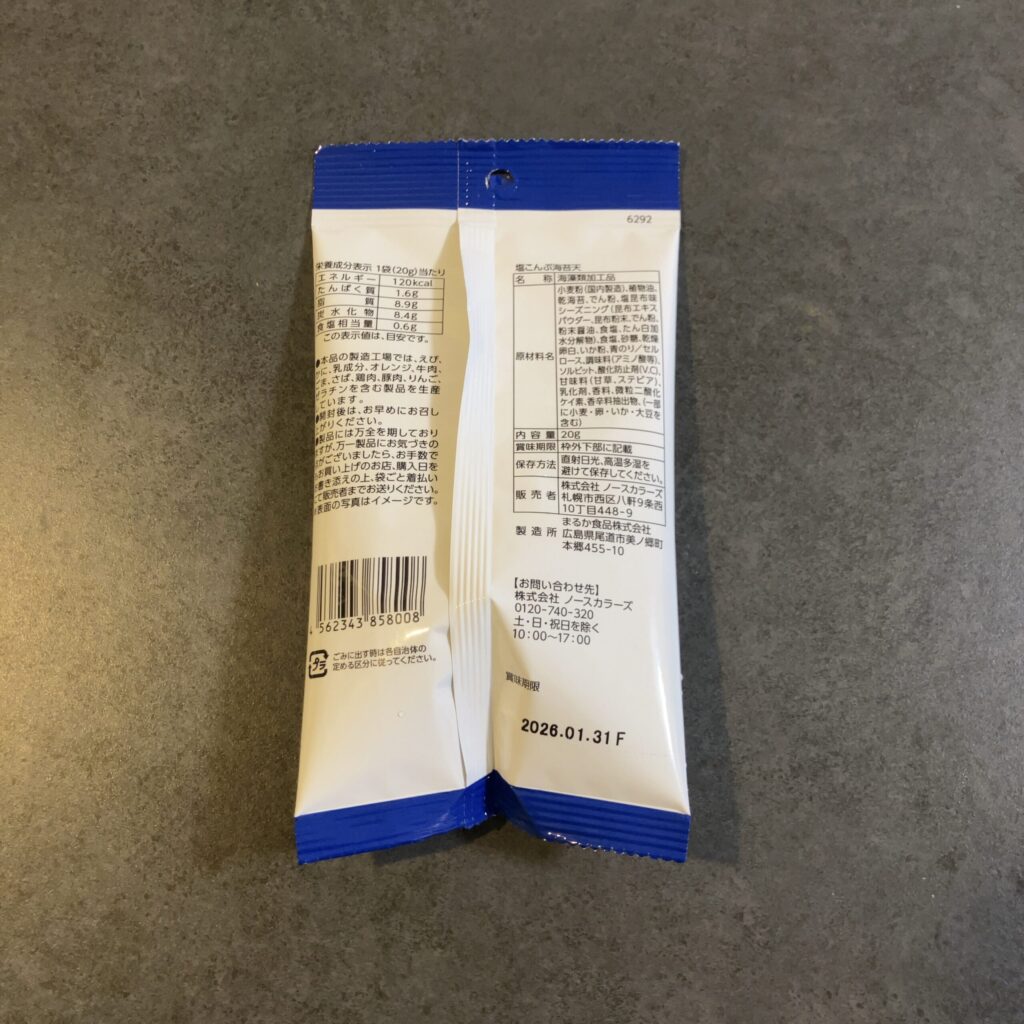 6292
栄養成分表示 1袋(20g)当たり
エネルギー 120kcal
たんぱく質 1.6g
脂質 8.9g
炭水化物 8.4g
食塩相当量 0.6g
この表示値は、目安です。
●本品の製造工場では、えび、
に、乳成分、オレンジ、牛肉、
ま、さば、鶏肉、豚肉、りんご、
ゼラチンを含む製品を生産
ています。
●開封後は、お早めにお召し
がりください。
●製品には万全を期しており
ますが、万一製品にお気づきの
がございましたら、お手数で
お買い上げのお店、購入日を
書き添えの上、袋ごと着払い
て販売者までお送りください。
表面の写真はイメージです。
4 562343 858008
プラ
ごみに出す時は各自治体の
定める区分に従ってください。
塩こんぶ海苔天
名称 海藻類加工品
原材料名
小麦粉(国内製造)、植物油、
乾海苔、でん粉、塩昆布味
シーズニング(昆布エキス
パウダー、昆布粉末、でん粉、
粉末醤油、食塩、たん白加
水分解物)、食塩、砂糖、乾燥
卵白、いか粉、青のり/セル
ロース、調味料(アミノ酸等)、
ソルビット、酸化防止剤(V.C)、
甘味料(甘草、ステビア)、
乳化剤、香料、微粒二酸化
ケイ素、香辛料抽出物、(一部
に小麦・卵・いか・大豆を
含む)
内容量 20g
賞味期限 枠外下部に記載
保存方法 直射日光、高温多湿を
避けて保存してください。
販売者 株式会社 ノースカラーズ
札幌市西区八軒9条西
10丁目448-9
製造所 まるか食品株式会社
広島県尾道市美ノ郷町
本郷455-10
【お問い合わせ先】
株式会社 ノースカラーズ
0120-740-320
土・日・祝日を除く
10:00〜17:00
賞味期限
2026.01.31 F